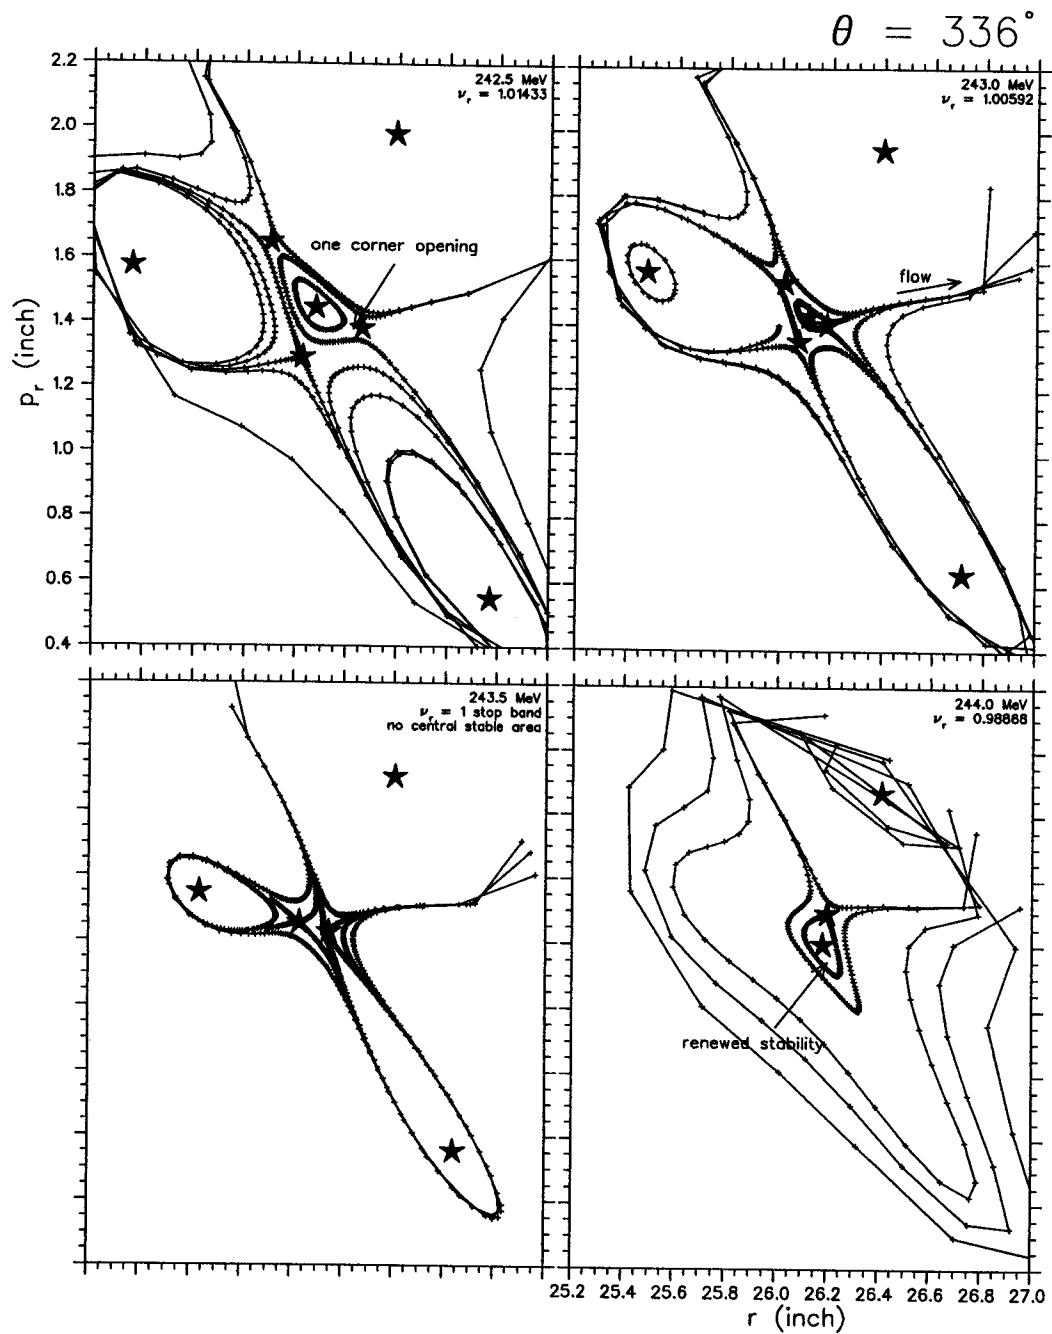 θ = 336°
2.2
2.0
1.8
1.6
1.4
1.2
1.0
0.8
0.6
0.4
p_r (inch)
242.5 MeV
ν_r = 1.01433
one corner opening
243.0 MeV
ν_r = 1.00592
flow
243.5 MeV
ν_r = 1 stop band
no central stable area
244.0 MeV
ν_r = 0.98868
renewed stability
25.2 25.4 25.6 25.8 26.0 26.2 26.4 26.6 26.8 27.0
r (inch)